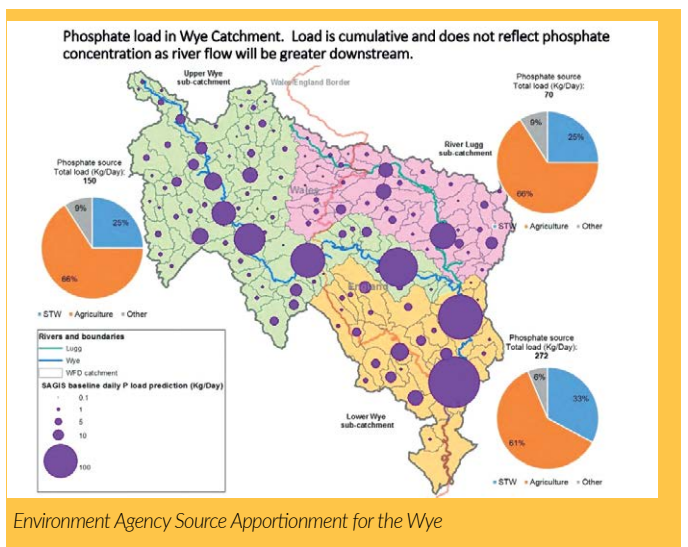 Phosphate load in Wye Catchment. Load is cumulative and does not reflect phosphate
concentration as river flow will be greater downstream.
Upper Wye
sub-catchment
Wales/England Border
Phosphate source
Total load (Kg/Day):
70
9%
25%
66%
STW Agriculture Other
River Lugg
sub-catchment
Phosphate source
Total load (Kg/Day):
150
9%
25%
66%
STW Agriculture Other
Wales
England
Rivers and boundaries
Lugg
Wye
WFD catchment
SAGIS baseline daily P load prediction (Kg/Day)
0.1
1
5
10
100
Lower Wye
sub-catchment
Phosphate source
Total load (Kg/Day):
272
6%
33%
61%
STW Agriculture Other
Environment Agency Source Apportionment for the Wye